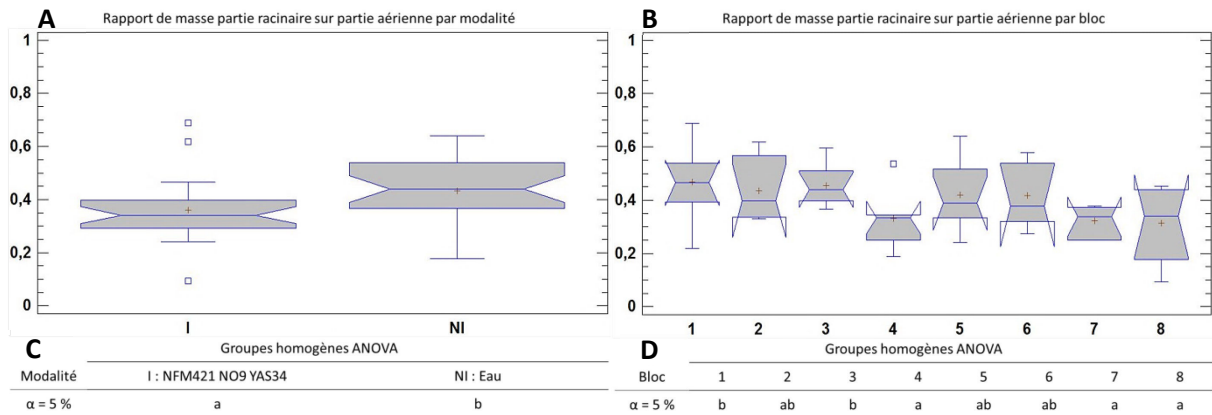 A Rapport de masse partie racinaire sur partie aérienne par modalité
1
0,8
0,6
0,4
0,2
0
I NI
B Rapport de masse partie racinaire sur partie aérienne par bloc
1
0,8
0,6
0,4
0,2
0
1 2 3 4 5 6 7 8
C Groupes homogènes ANOVA
Modalité I : NFM421 NO9 YAS34 NI : Eau
α = 5 % a b
D Groupes homogènes ANOVA
Bloc 1 2 3 4 5 6 7 8
α = 5 % b ab b a ab ab a a